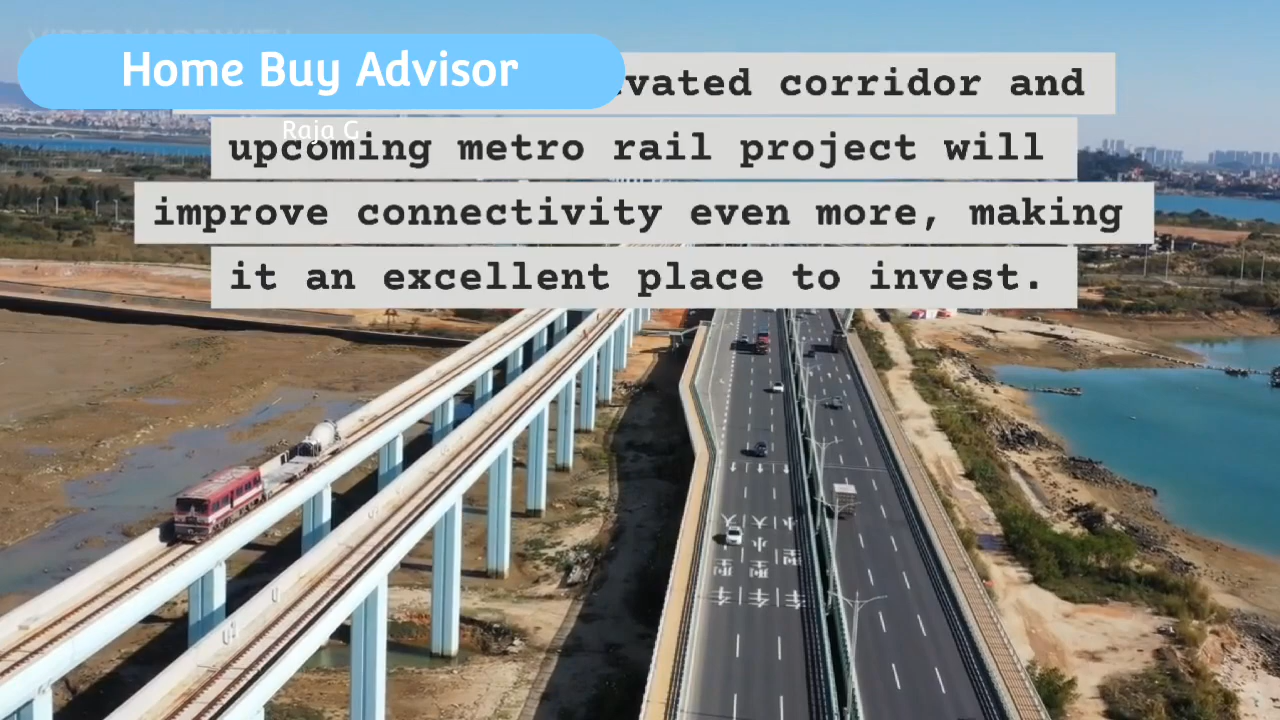 Home Buy Advisor
vated corridor and
Raja G
upcoming metro rail project will
improve connectivity even more, making
it an excellent place to invest.